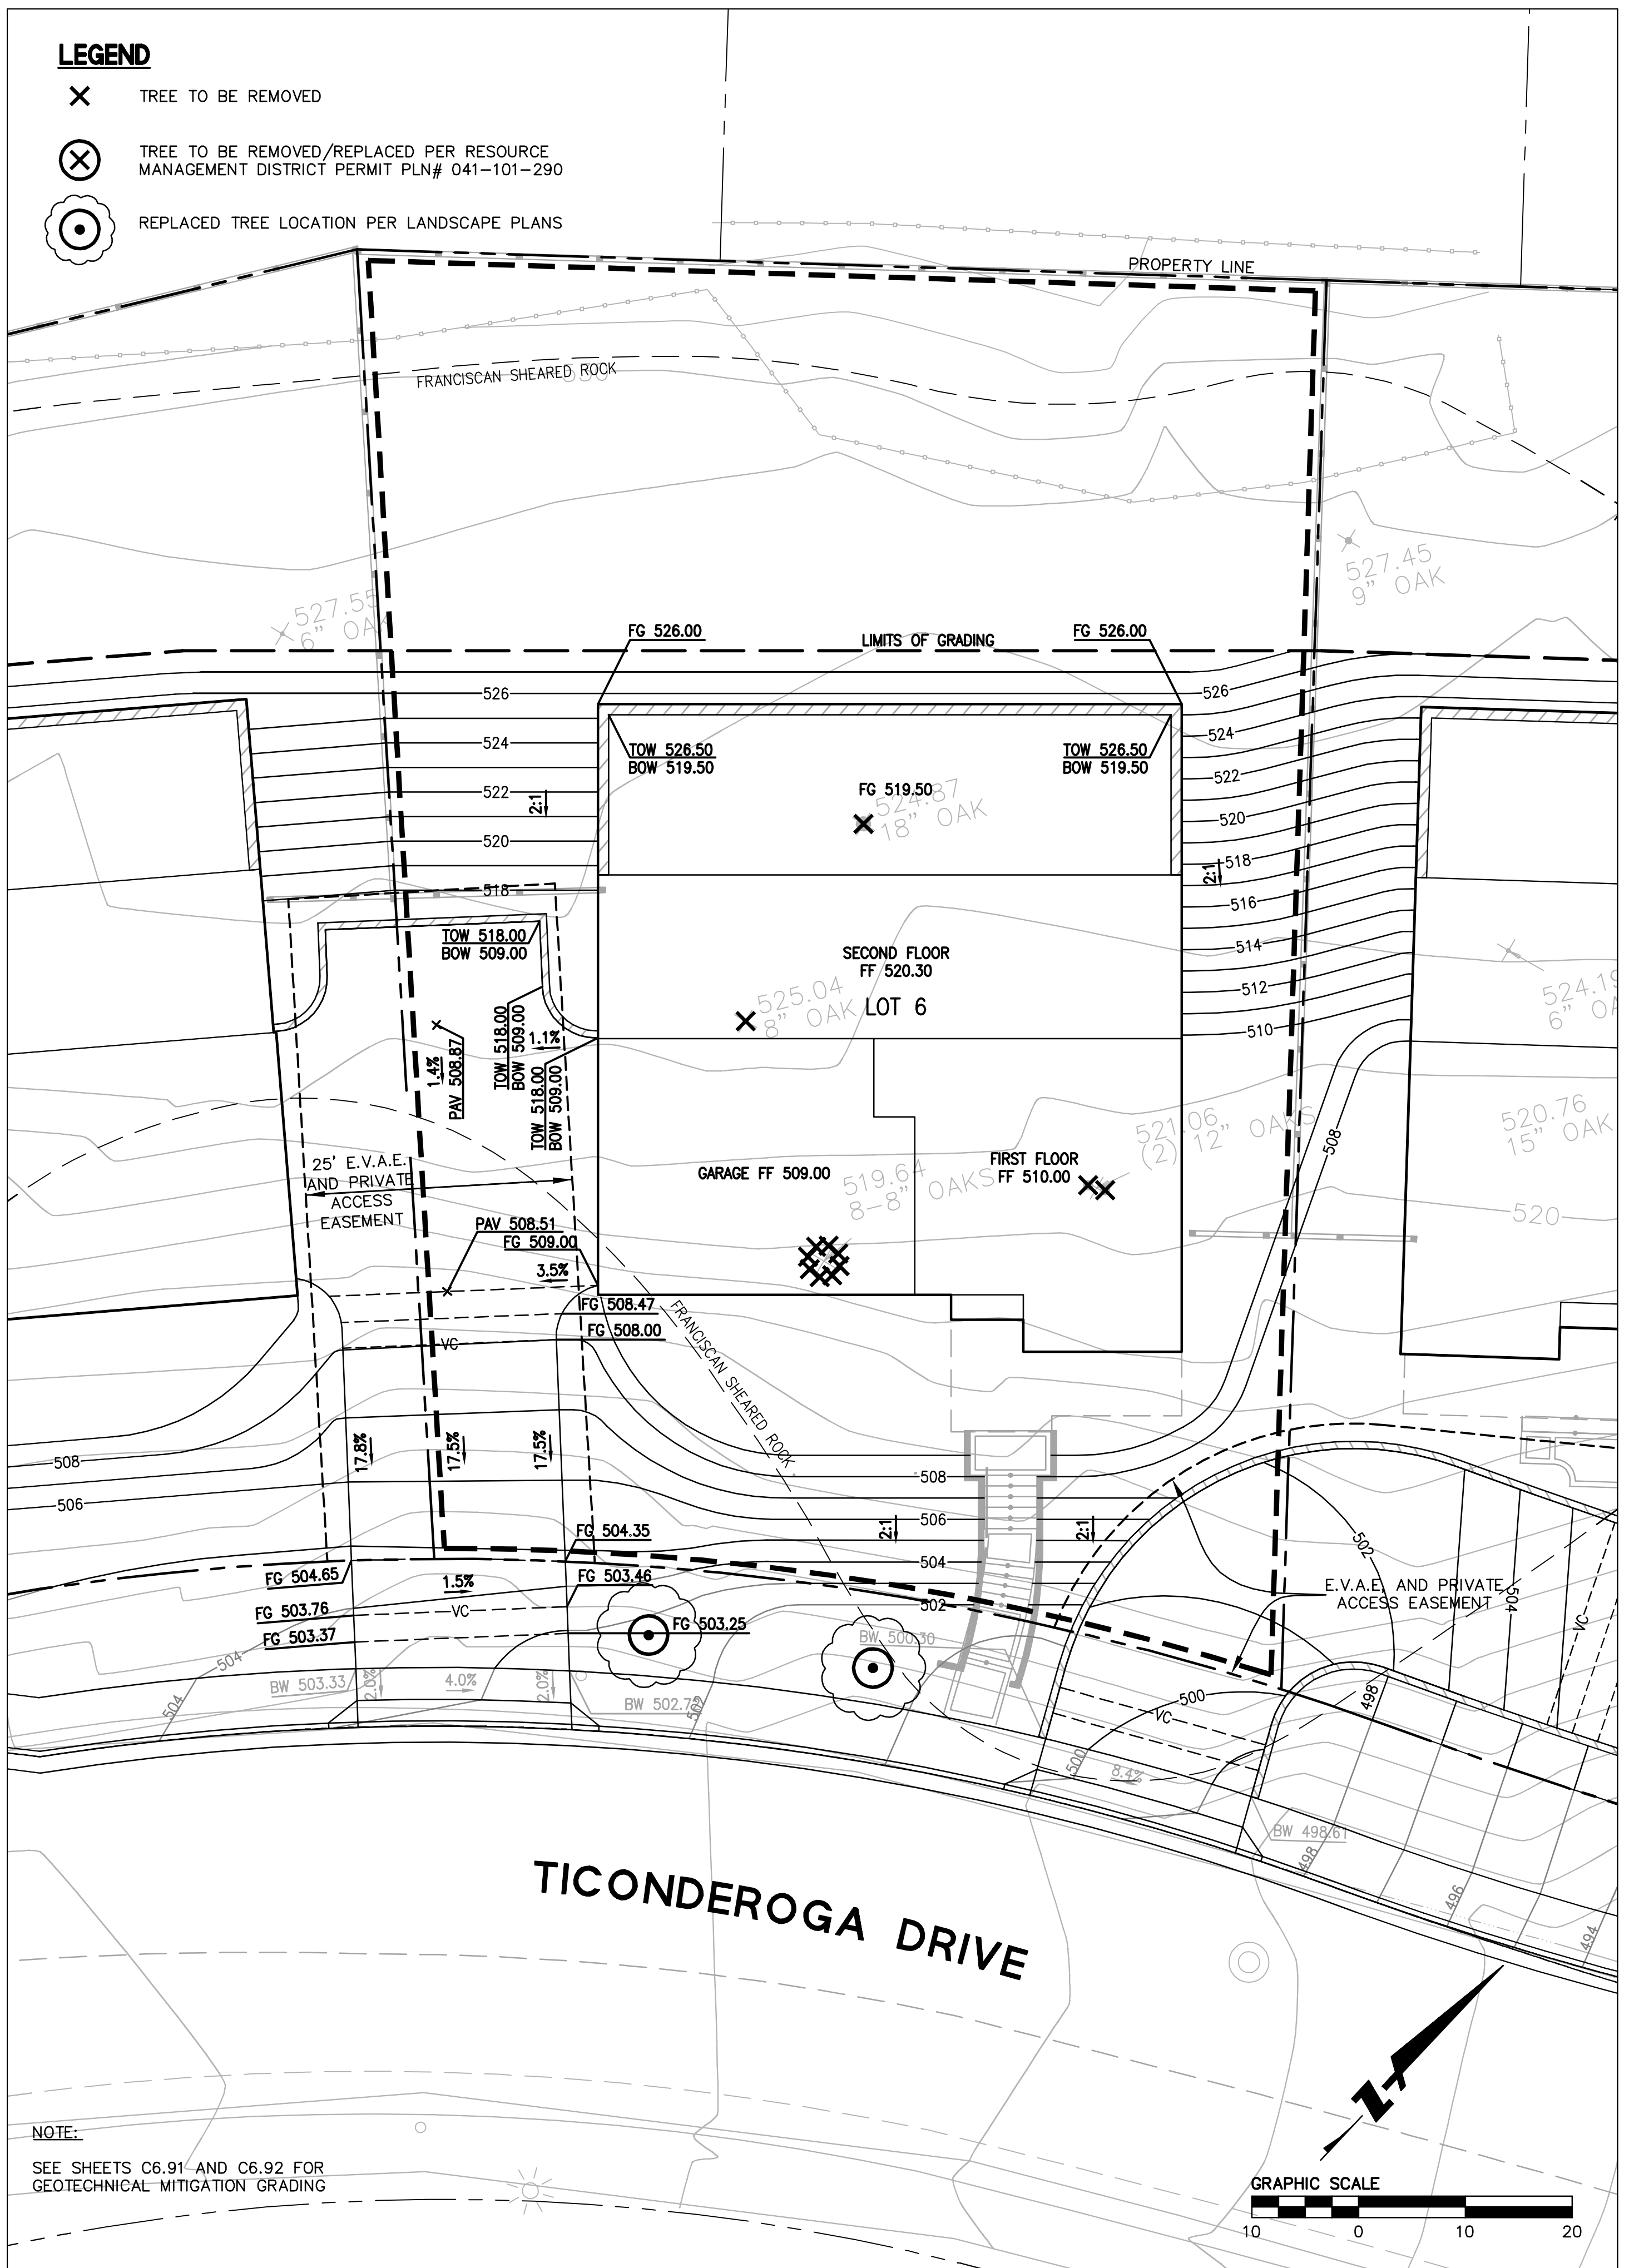 LEGEND
TREE TO BE REMOVED
TREE TO BE REMOVED/REPLACED PER RESOURCE
MANAGEMENT DISTRICT PERMIT PLN# 041-101-290
REPLACED TREE LOCATION PER LANDSCAPE PLANS
PROPERTY LINE
FRANCISCAN SHEARED ROCK
530
527.45
9" OAK
527.55
6" OAK
FG 526.00
LIMITS OF GRADING
FG 526.00
526
526
524
524
TOW 526.50
BOW 519.50
TOW 526.50
BOW 519.50
522
522
2:1
FG 519.50
524.87
18" OAK
520
520
518
2:1
518
516
TOW 518.00
BOW 509.00
514
SECOND FLOOR
FF 520.30
LOT 6
512
525.04
8" OAK
524.19
6" OA
510
1.1%
TOW 518.00
BOW 509.00
TOW 518.00
BOW 509.00
1.4%
PAV 508.87
521.06
(2) 12" OAKS
520.76
15" OAK
508
25' E.V.A.E.
AND PRIVATE
ACCESS
EASEMENT
GARAGE FF 509.00
519.64
8-8" OAKS
FIRST FLOOR
FF 510.00
520
PAV 508.51
FG 509.00
3.5%
FG 508.47
FG 508.00
VC
FRANCISCAN SHEARED ROCK
17.8%
17.5%
17.5%
508
508
506
506
2:1
2:1
FG 504.35
504
502
FG 504.65
1.5%
FG 503.46
E.V.A.E. AND PRIVATE
ACCESS EASEMENT
504
VC
FG 503.76
VC
502
FG 503.37
FG 503.25
BW 500.30
504
BW 503.33
2.0%
4.0%
2.0%
BW 502.7
502
504
500
498
VC
500
8.4%
BW 498.61
498
496
494
TICONDEROGA DRIVE
NOTE:
SEE SHEETS C6.91 AND C6.92 FOR
GEOTECHNICAL MITIGATION GRADING
N
GRAPHIC SCALE
10 0 10 20